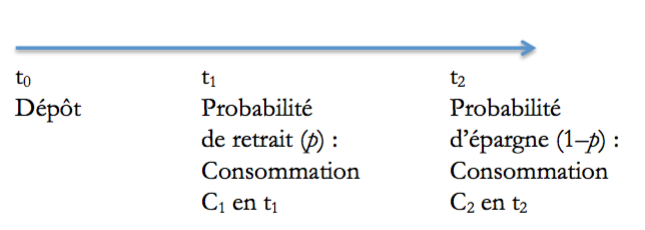 t₀ t₁ t₂
Dépôt Probabilité Probabilité
de retrait (p) : d’épargne (1–p) :
Consommation Consommation
C₁ en t₁ C₂ en t₂